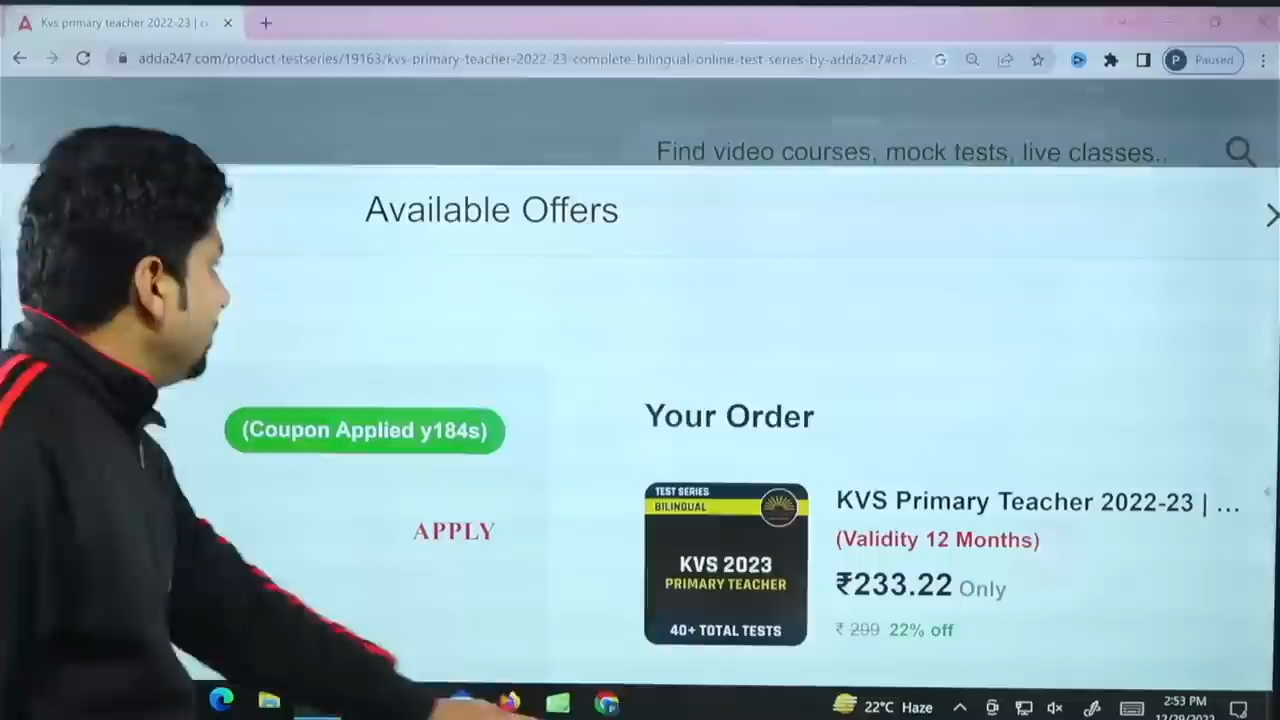 Kvs primary teacher 2022-23 | c
adda247.com/product-testseries/19163/kvs-primary-teacher-2022-23-complete-bilingual-online-test-series-by-adda247#ch
P Paused
Find video courses, mock tests, live classes..
Available Offers
(Coupon Applied y184s)
APPLY
Your Order
TEST SERIES
BILINGUAL
KVS 2023
PRIMARY TEACHER
40+ TOTAL TESTS
KVS Primary Teacher 2022-23 | ...
(Validity 12 Months)
₹233.22 Only
₹ 299 22% off
22°C Haze
2:53 PM